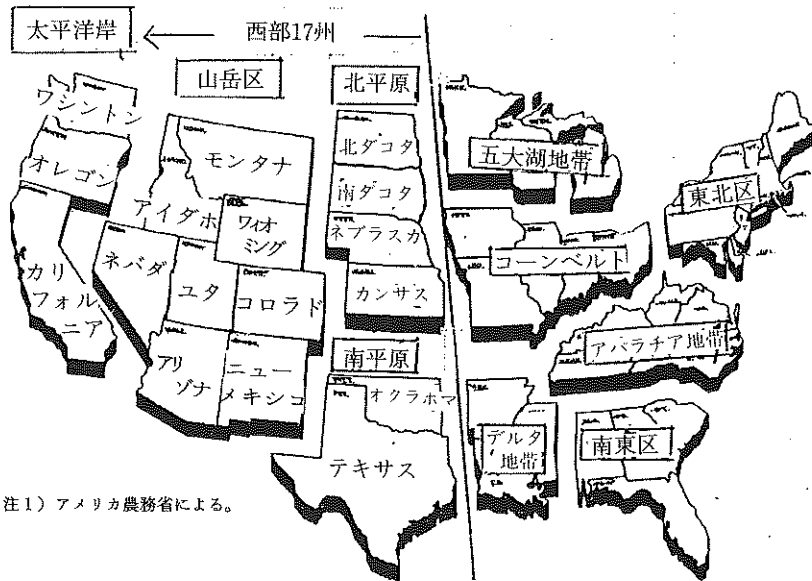 太平洋岸
西部17州
山岳区
北平原
ワシントン
オレゴン
カリ
フォル
ニア
モンタナ
アイダホ
ワイオ
ミング
ネバダ
ユタ
コロラド
アリ
ゾナ
ニュー
メキシコ
北ダコタ
南ダコタ
ネブラスカ
カンサス
南平原
オクラホマ
テキサス
五大湖地帯
東北区
コーンベルト
アパラチア地帯
デルタ
地帯
南東区
注1) アメリカ農務省による。